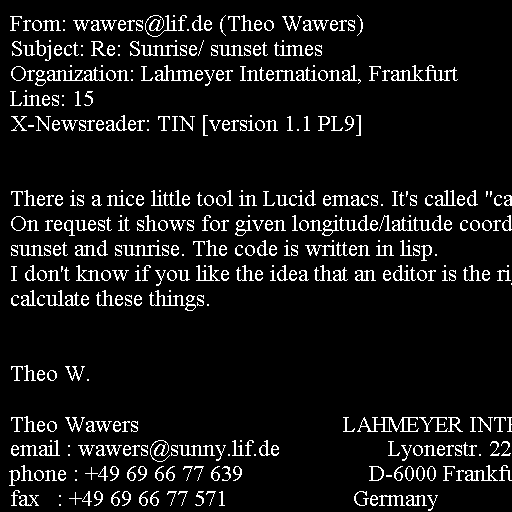 From: wawers@lif.de (Theo Wawers)
Subject: Re: Sunrise/ sunset times
Organization: Lahmeyer International, Frankfurt
Lines: 15
X-Newsreader: TIN [version 1.1 PL9]
There is a nice little tool in Lucid emacs. It's called "ca
On request it shows for given longitude/latitude coord
sunset and sunrise. The code is written in lisp.
I don't know if you like the idea that an editor is the ri
calculate these things.
Theo W.
Theo Wawers LAHMEYER INTE
email : wawers@sunny.lif.de Lyonerstr. 22
phone : +49 69 66 77 639 D-6000 Frankfu
fax : +49 69 66 77 571 Germany